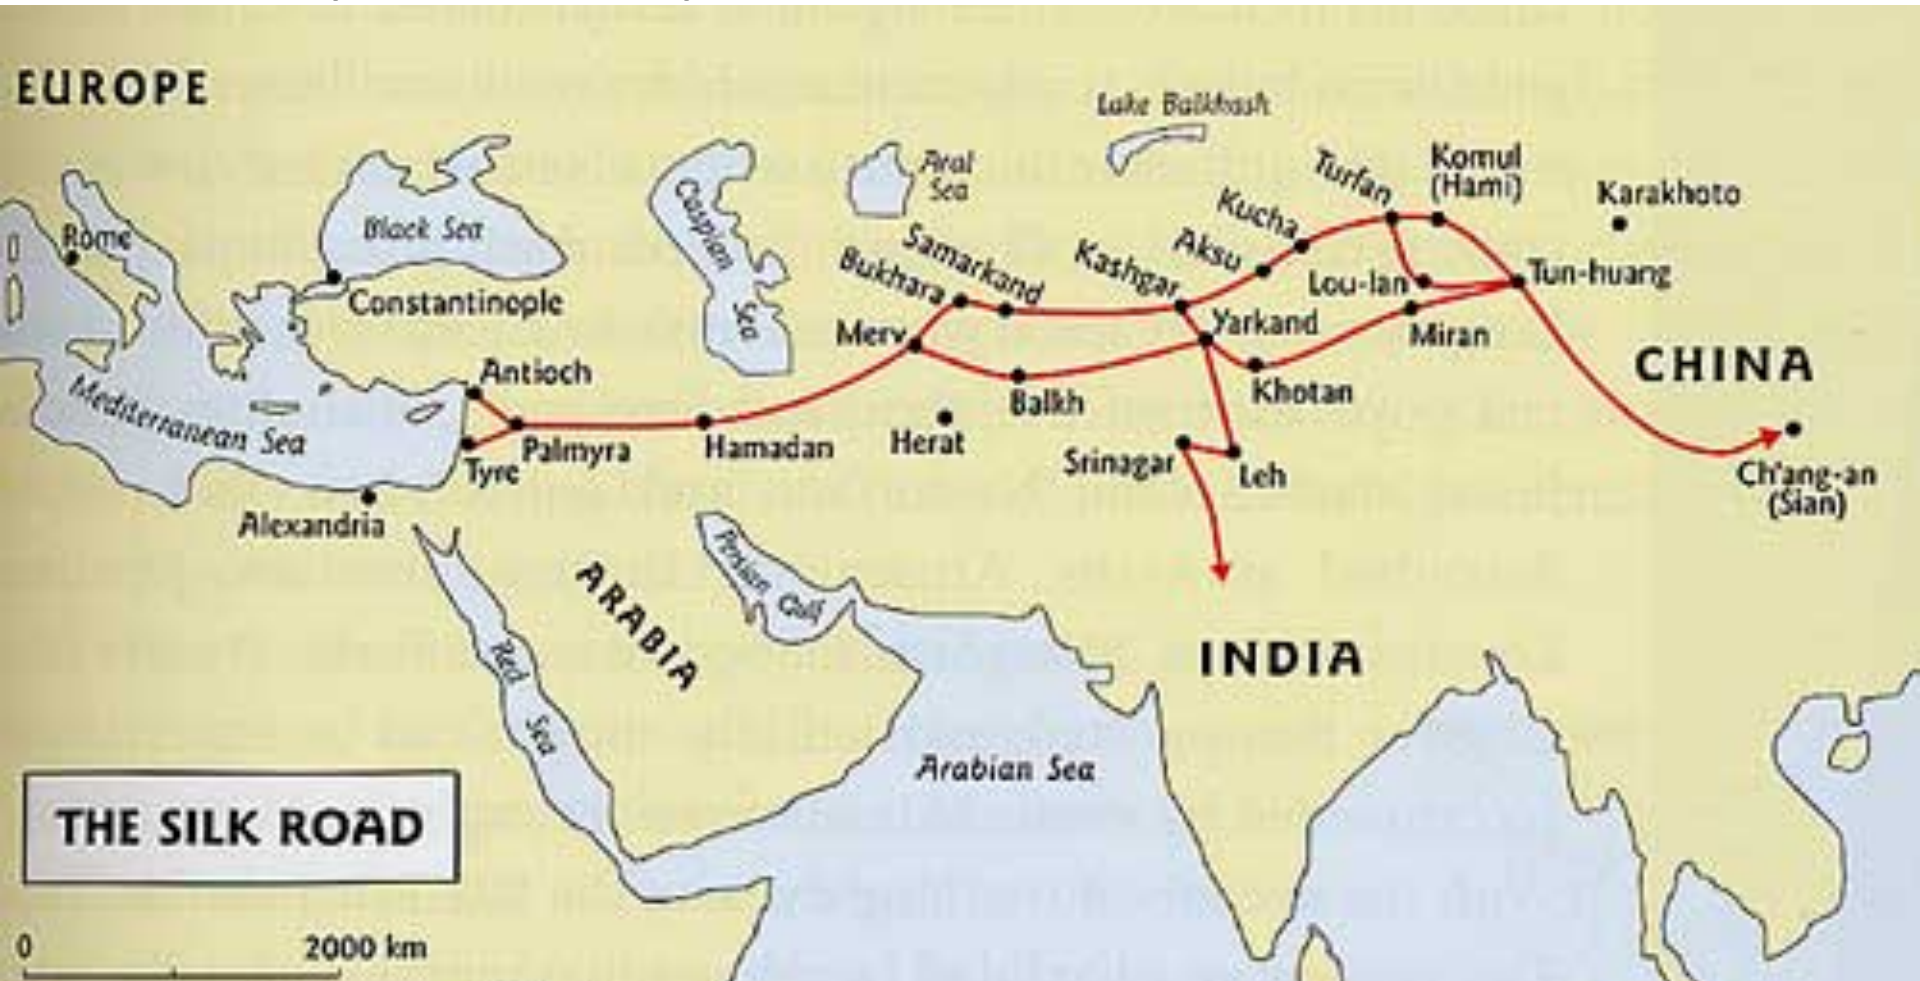 EUROPE
Lake Balkhash
Aral
Sea
Caspian
Sea
Black Sea
Rome
Constantinople
Mediterranean Sea
Antioch
Tyre
Palmyra
Alexandria
Hamadan
Merv
Bukhara
Samarkand
Balkh
Herat
Kashgar
Aksu
Kucha
Turfan
Komul
(Hami)
Karakhoto
Lou-lan
Tun-huang
Yarkand
Miran
Khotan
Srinagar
Leh
CHINA
Ch'ang-an
(Sian)
ARABIA
Persian Gulf
Red
Sea
INDIA
Arabian Sea
THE SILK ROAD
0 2000 km